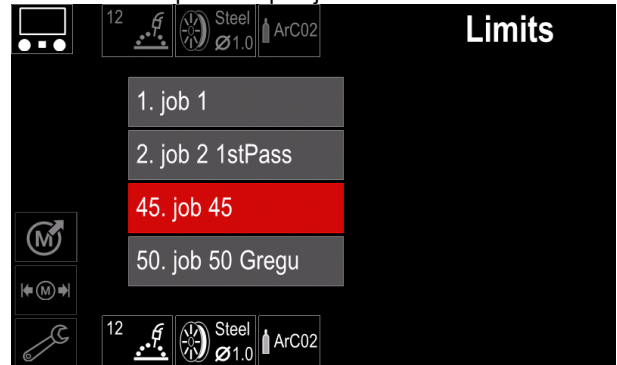 12
Steel
Ø1.0
ArC02
Limits
1. job 1
2. job 2 1stPass
45. job 45
50. job 50 Gregu
M
M
12
Steel
Ø1.0
ArC02